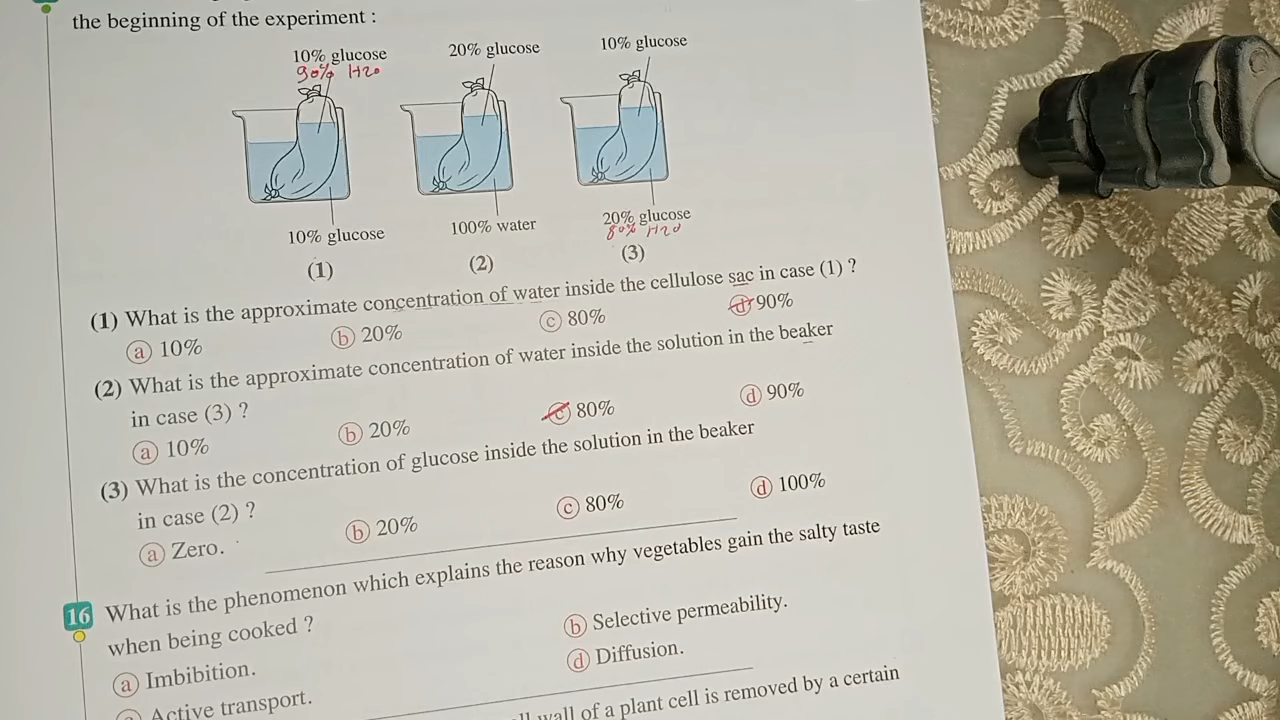 the beginning of the experiment :
10% glucose 20% glucose 10% glucose
90% H2O
10% glucose 100% water 20% glucose
80% H2O
(1) (2) (3)
(1) What is the approximate concentration of water inside the cellulose sac in case (1) ?
a 10% b 20% c 80% d 90%
(2) What is the approximate concentration of water inside the solution in the beaker
in case (3) ?
a 10% b 20% c 80% d 90%
(3) What is the concentration of glucose inside the solution in the beaker
in case (2) ?
a Zero. b 20% c 80% d 100%
16 What is the phenomenon which explains the reason why vegetables gain the salty taste
when being cooked ?
a Imbibition. b Selective permeability.
Active transport. d Diffusion.
wall of a plant cell is removed by a certain